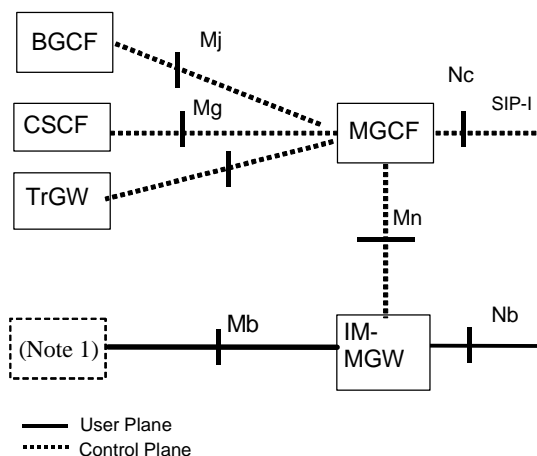 BGCF
Mj
CSCF
Mg
MGCF
Nc
SIP-I
TrGW
Mn
(Note 1)
Mb
IM-
MGW
Nb
User Plane
Control Plane